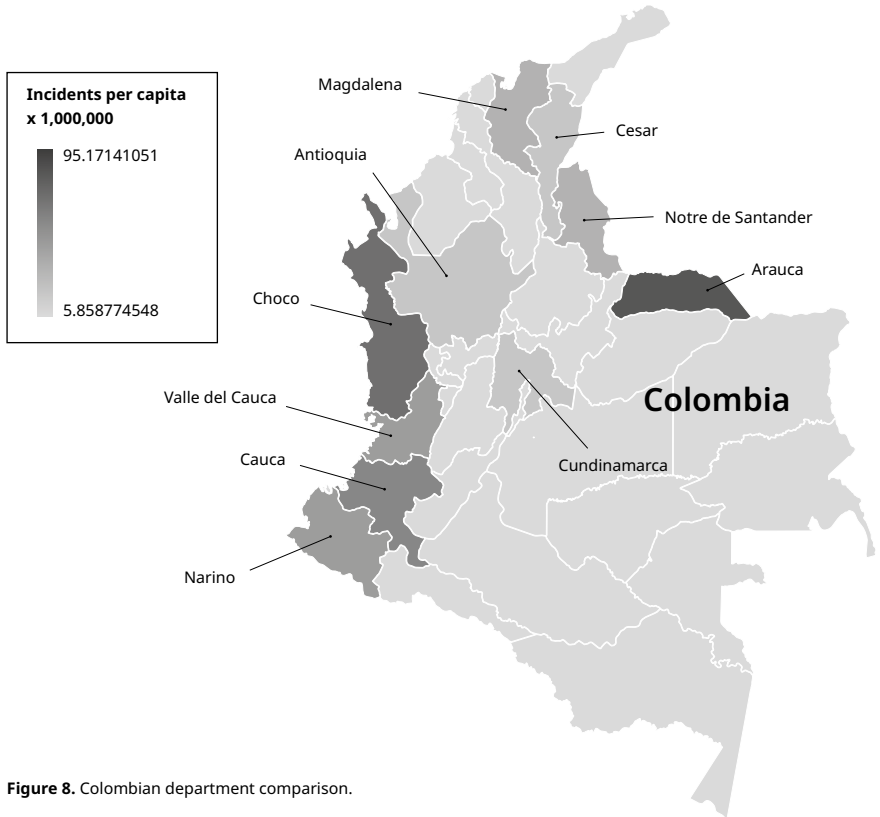 Incidents per capita
x 1,000,000
95.17141051
5.858774548
Magdalena
Cesar
Antioquia
Notre de Santander
Arauca
Choco
Valle del Cauca
Colombia
Cauca
Cundinamarca
Narino
Figure 8. Colombian department comparison.